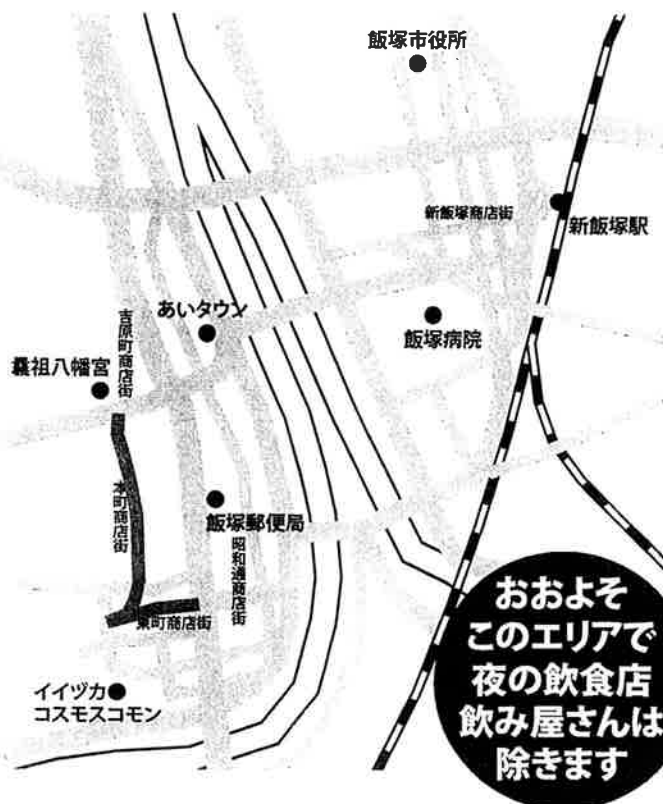 飯塚市役所
新飯塚商店街
新飯塚駅
あいタウン
吉原町商店街
飯塚病院
曩祖八幡宮
本町商店街
飯塚郵便局
昭和通商店街
東町商店街
イイヅカ
コスモスコモン
おおよそ
このエリアで
夜の飲食店
飲み屋さんは
除きます